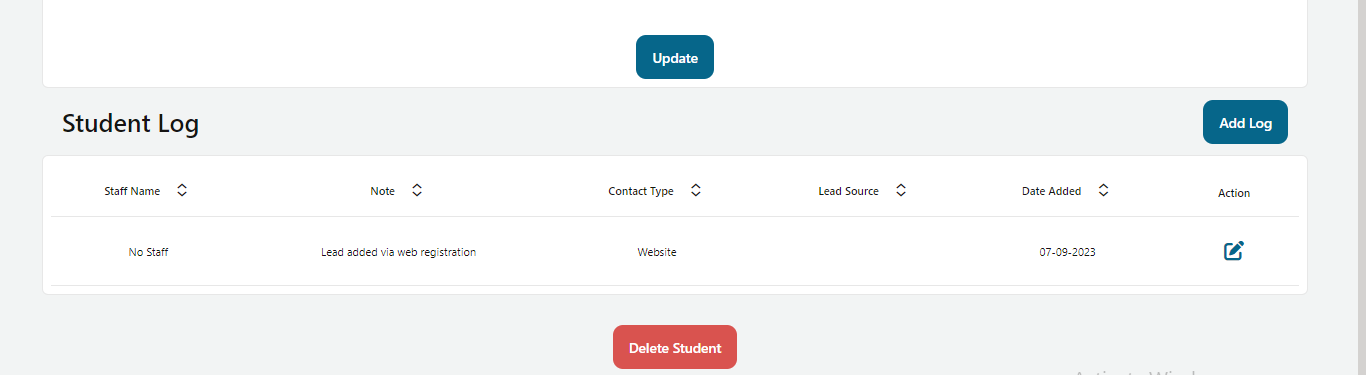 Update
Student Log
Add Log
Staff Name Note Contact Type Lead Source Date Added Action
No Staff Lead added via web registration Website 07-09-2023
Delete Student